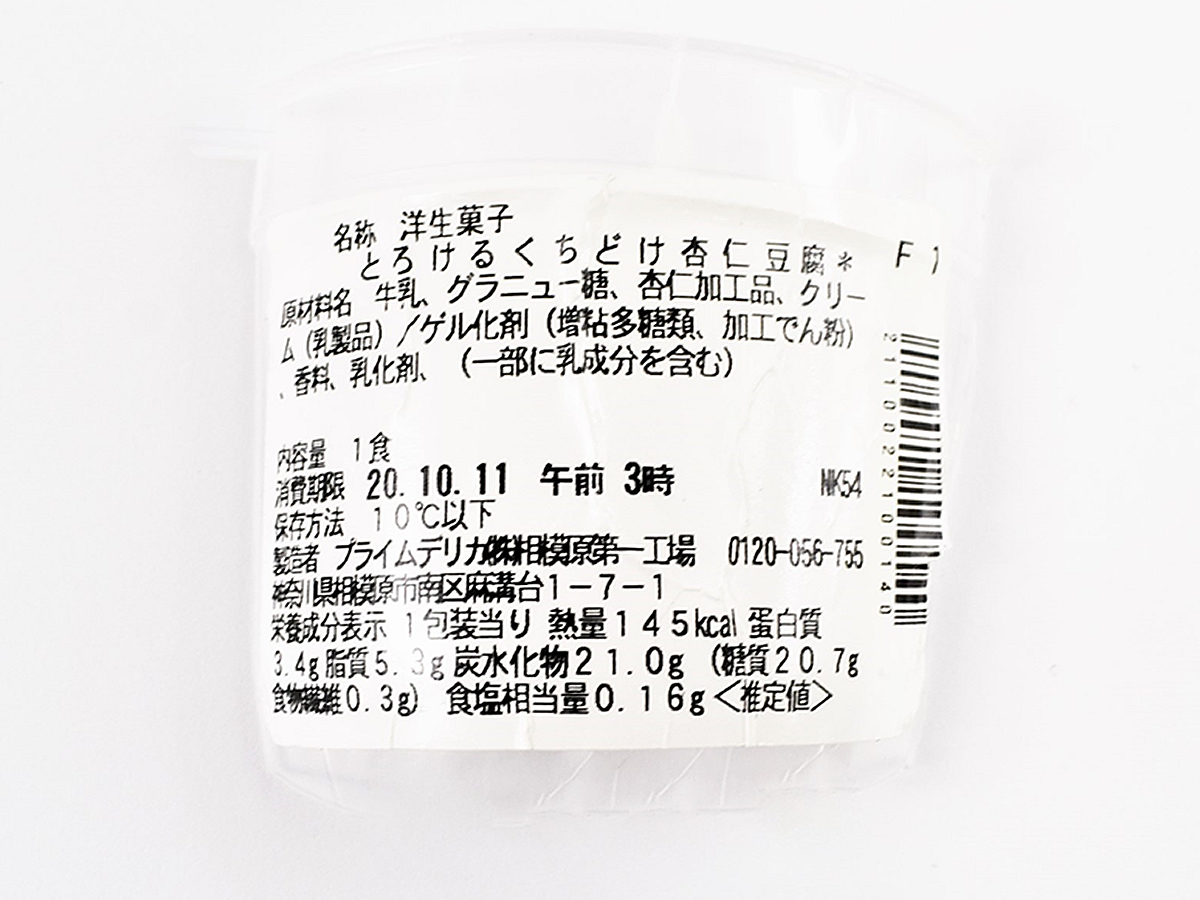 名称 洋生菓子
とろけるくちどけ杏仁豆腐* F1
原材料名 牛乳、グラニュー糖、杏仁加工品、クリー
ム(乳製品)/ゲル化剤(増粘多糖類、加工でん粉)
、香料、乳化剤、(一部に乳成分を含む)
内容量 1食
消費期限 20.10.11 午前 3時 NK54
保存方法 10℃以下
製造者 プライムデリカ(株)相模原第一工場 0120-056-755
神奈川県相模原市南区麻溝台1-7-1
栄養成分表示 1包装当り 熱量145kcal 蛋白質
3.4g 脂質5.3g 炭水化物21.0g (糖質20.7g
食物繊維0.3g) 食塩相当量0.16g<推定値>
2110022100140